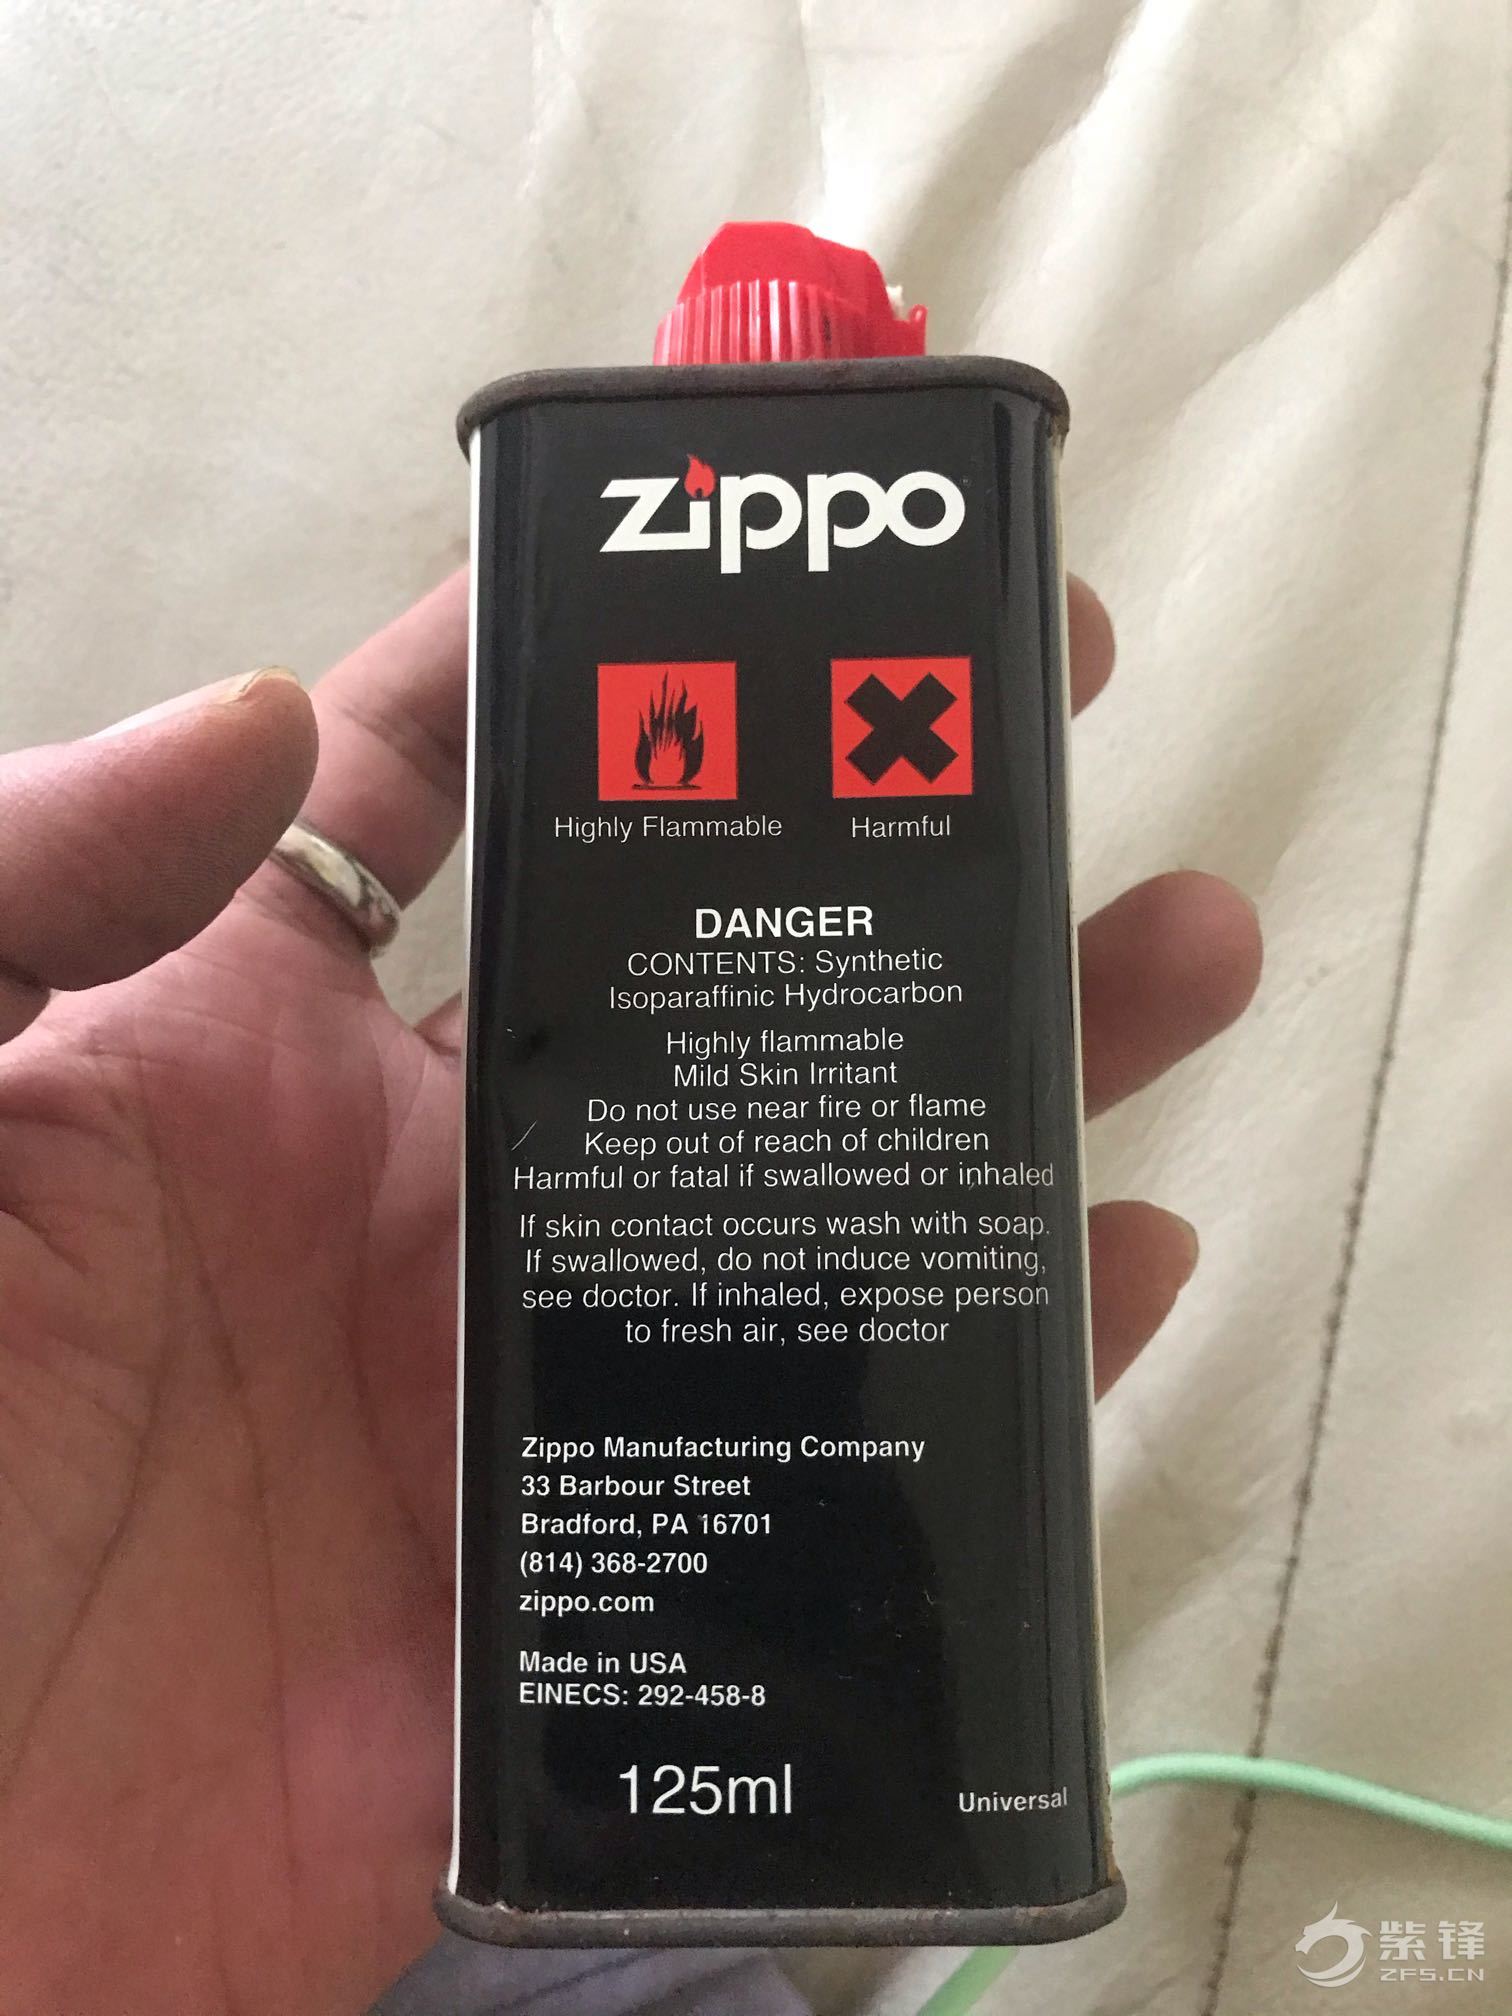 zippo
Highly Flammable
Harmful
DANGER
CONTENTS: Synthetic
Isoparaffinic Hydrocarbon
Highly flammable
Mild Skin Irritant
Do not use near fire or flame
Keep out of reach of children
Harmful or fatal if swallowed or inhaled
If skin contact occurs wash with soap.
If swallowed, do not induce vomiting,
see doctor. If inhaled, expose person
to fresh air, see doctor
Zippo Manufacturing Company
33 Barbour Street
Bradford, PA 16701
(814) 368-2700
zippo.com
Made in USA
EINECS: 292-458-8
125ml
Universal
紫锋
ZFS.CN